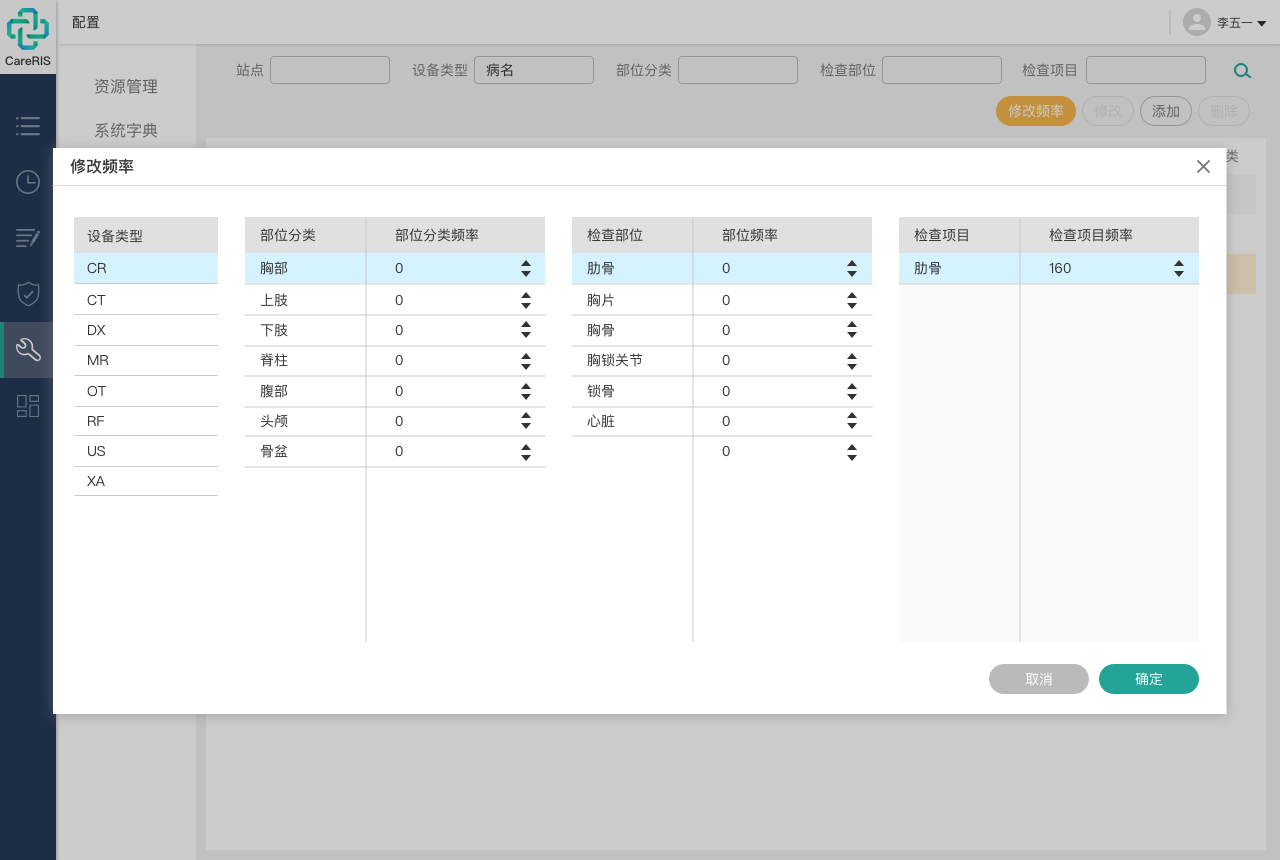 配置
李五一
CareRIS
资源管理
系统字典
站点
设备类型 病名
部位分类
检查部位
检查项目
修改频率 修改 添加 删除
类
修改频率
设备类型 部位分类 部位分类频率 检查部位 部位频率 检查项目 检查项目频率
CR 胸部 0 肋骨 0 肋骨 160
CT 上肢 0 胸片 0
DX 下肢 0 胸骨 0
MR 脊柱 0 胸锁关节 0
OT 腹部 0 锁骨 0
RF 头颅 0 心脏 0
US 骨盆 0 0
XA
取消 确定